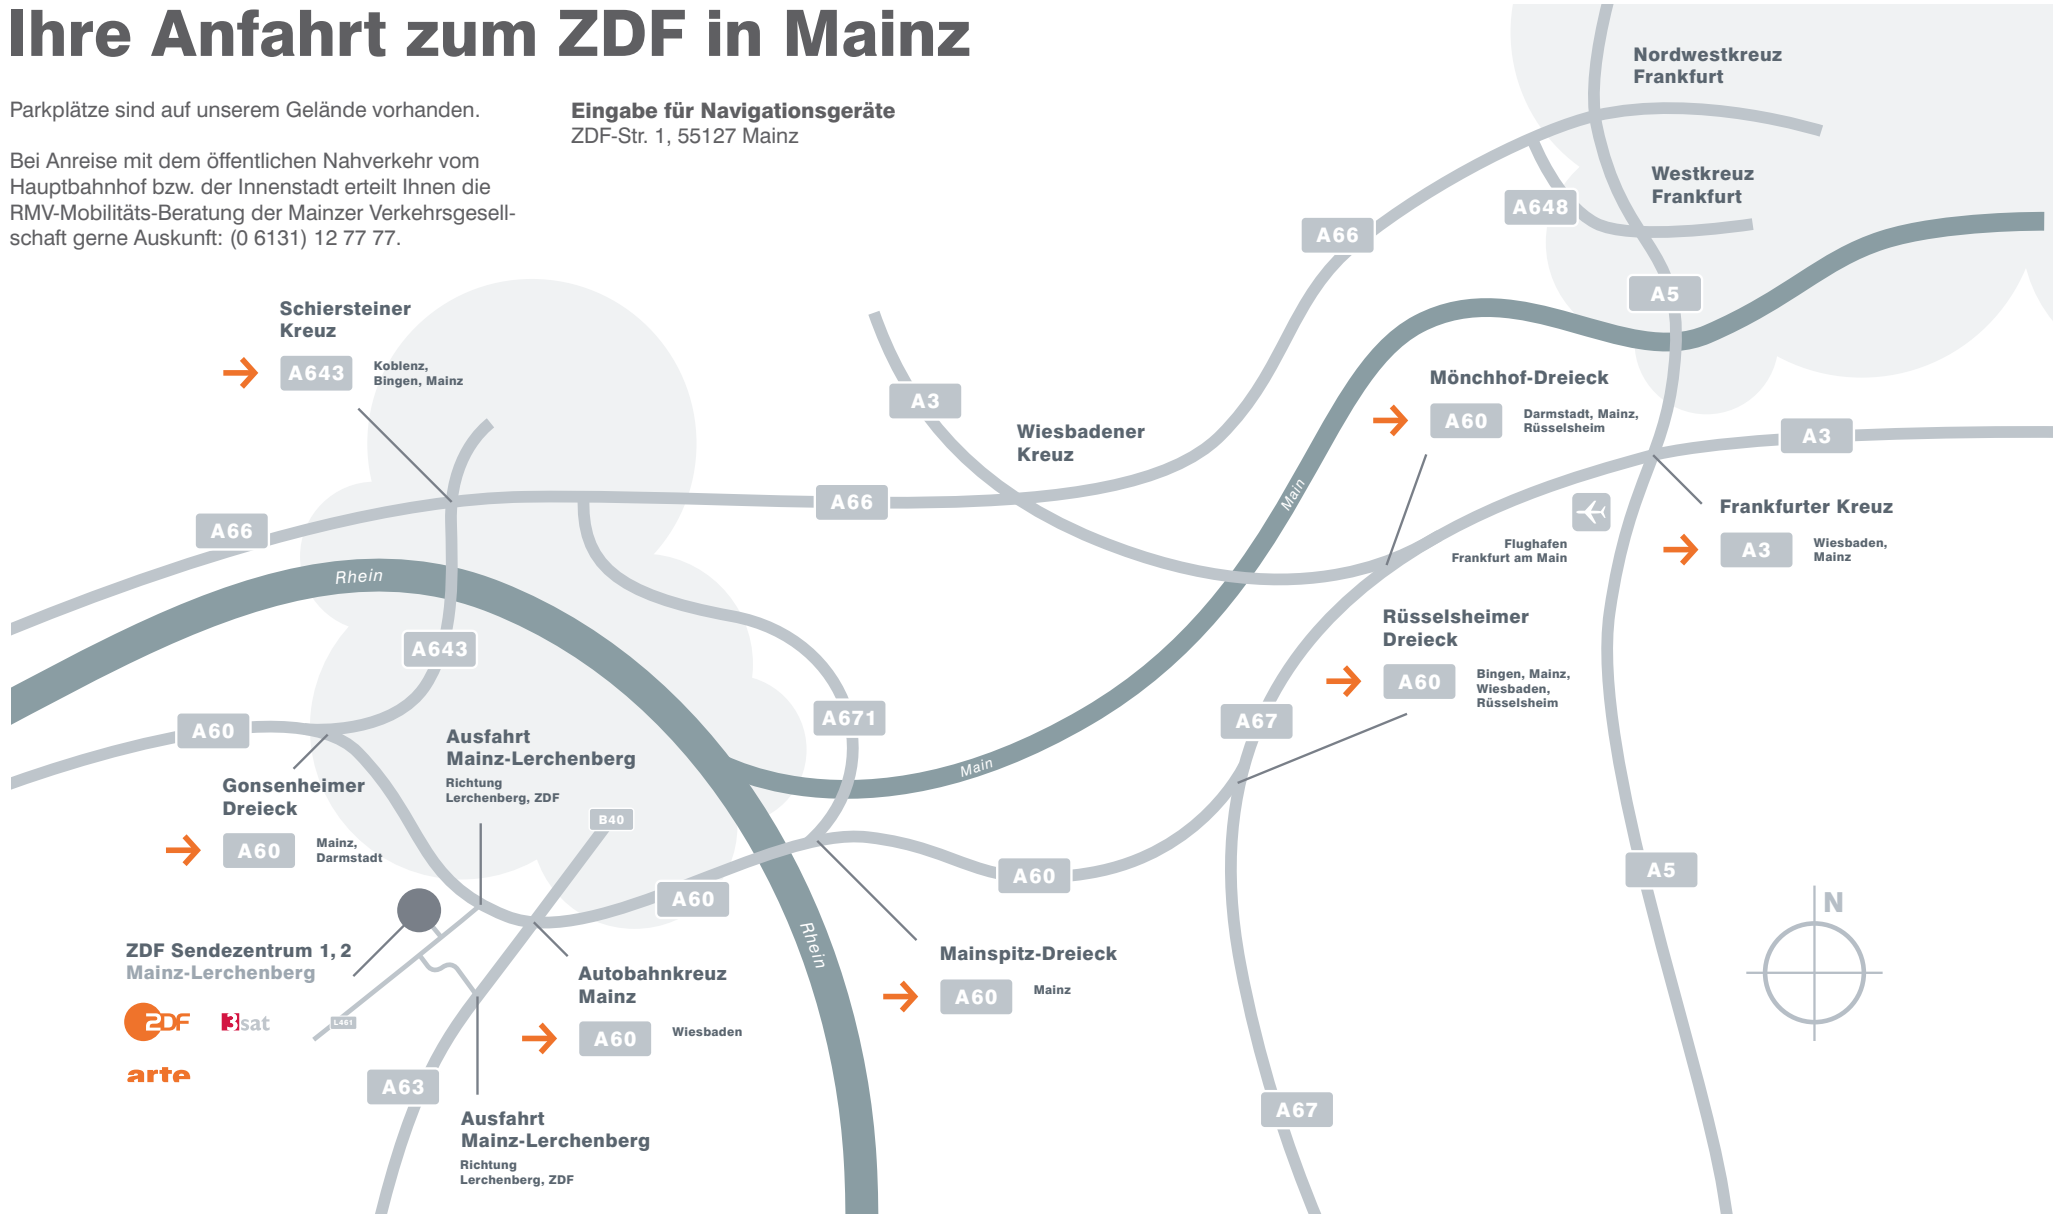 Ihre Anfahrt zum ZDF in Mainz
Parkplätze sind auf unserem Gelände vorhanden.
Bei Anreise mit dem öffentlichen Nahverkehr vom
Hauptbahnhof bzw. der Innenstadt erteilt Ihnen die
RMV-Mobilitäts-Beratung der Mainzer Verkehrsgesell-
schaft gerne Auskunft: (0 6131) 12 77 77.
Eingabe für Navigationsgeräte
ZDF-Str. 1, 55127 Mainz
Nordwestkreuz
Frankfurt
Westkreuz
Frankfurt
A648
A66
A5
Schiersteiner
Kreuz
A643
Koblenz,
Bingen, Mainz
A3
Wiesbadener
Kreuz
Mönchhof-Dreieck
A60
Darmstadt, Mainz,
Rüsselsheim
A3
Main
A66
A66
Flughafen
Frankfurt am Main
Frankfurter Kreuz
A3
Wiesbaden,
Mainz
Rhein
A643
Rüsselsheimer
Dreieck
A60
Bingen, Mainz,
Wiesbaden,
Rüsselsheim
A60
A671
A67
Main
Ausfahrt
Mainz-Lerchenberg
Richtung
Lerchenberg, ZDF
Gonsenheimer
Dreieck
A60
Mainz,
Darmstadt
B40
A60
A60
A5
Rhein
N
ZDF Sendezentrum 1, 2
Mainz-Lerchenberg
ZDF
3sat
arte
L461
Autobahnkreuz
Mainz
A60
Wiesbaden
Mainspitz-Dreieck
A60
Mainz
A63
A67
Ausfahrt
Mainz-Lerchenberg
Richtung
Lerchenberg, ZDF